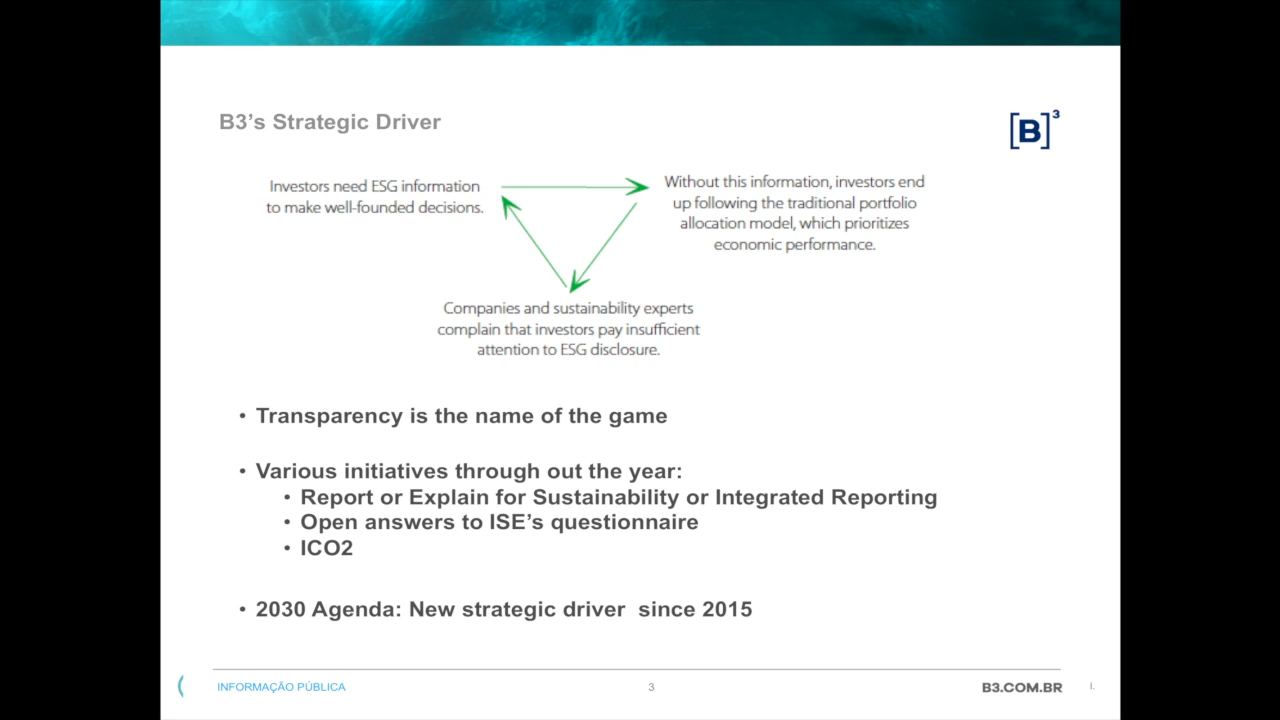 B3’s Strategic Driver
[B]³
Investors need ESG information
to make well-founded decisions.
Without this information, investors end
up following the traditional portfolio
allocation model, which prioritizes
economic performance.
Companies and sustainability experts
complain that investors pay insufficient
attention to ESG disclosure.
• Transparency is the name of the game
• Various initiatives through out the year:
• Report or Explain for Sustainability or Integrated Reporting
• Open answers to ISE’s questionnaire
• ICO2
• 2030 Agenda: New strategic driver  since 2015
INFORMAÇÃO PÚBLICA
3
B3.COM.BR
I.